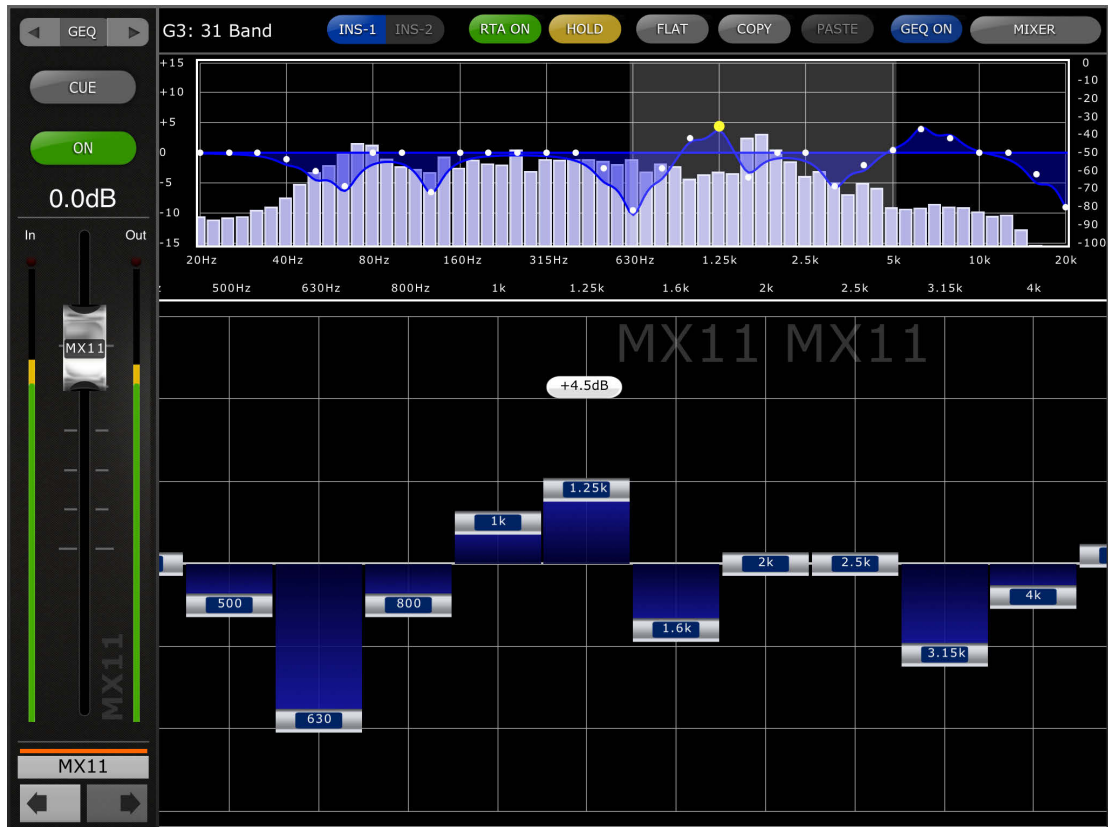 GEQ
G3: 31 Band
INS-1 INS-2
RTA ON
HOLD
FLAT
COPY
PASTE
GEQ ON
MIXER
CUE
ON
0.0dB
In
Out
MX11
MX11
MX11
+15
+10
+5
0
-5
-10
-15
0
-10
-20
-30
-40
-50
-60
-70
-80
-90
-100
20Hz 40Hz 80Hz 160Hz 315Hz 630Hz 1.25k 2.5k 5k 10k 20k
500Hz 630Hz 800Hz 1k 1.25k 1.6k 2k 2.5k 3.15k 4k
MX11 MX11
+4.5dB
500
630
800
1k
1.25k
1.6k
2k
2.5k
3.15k
4k